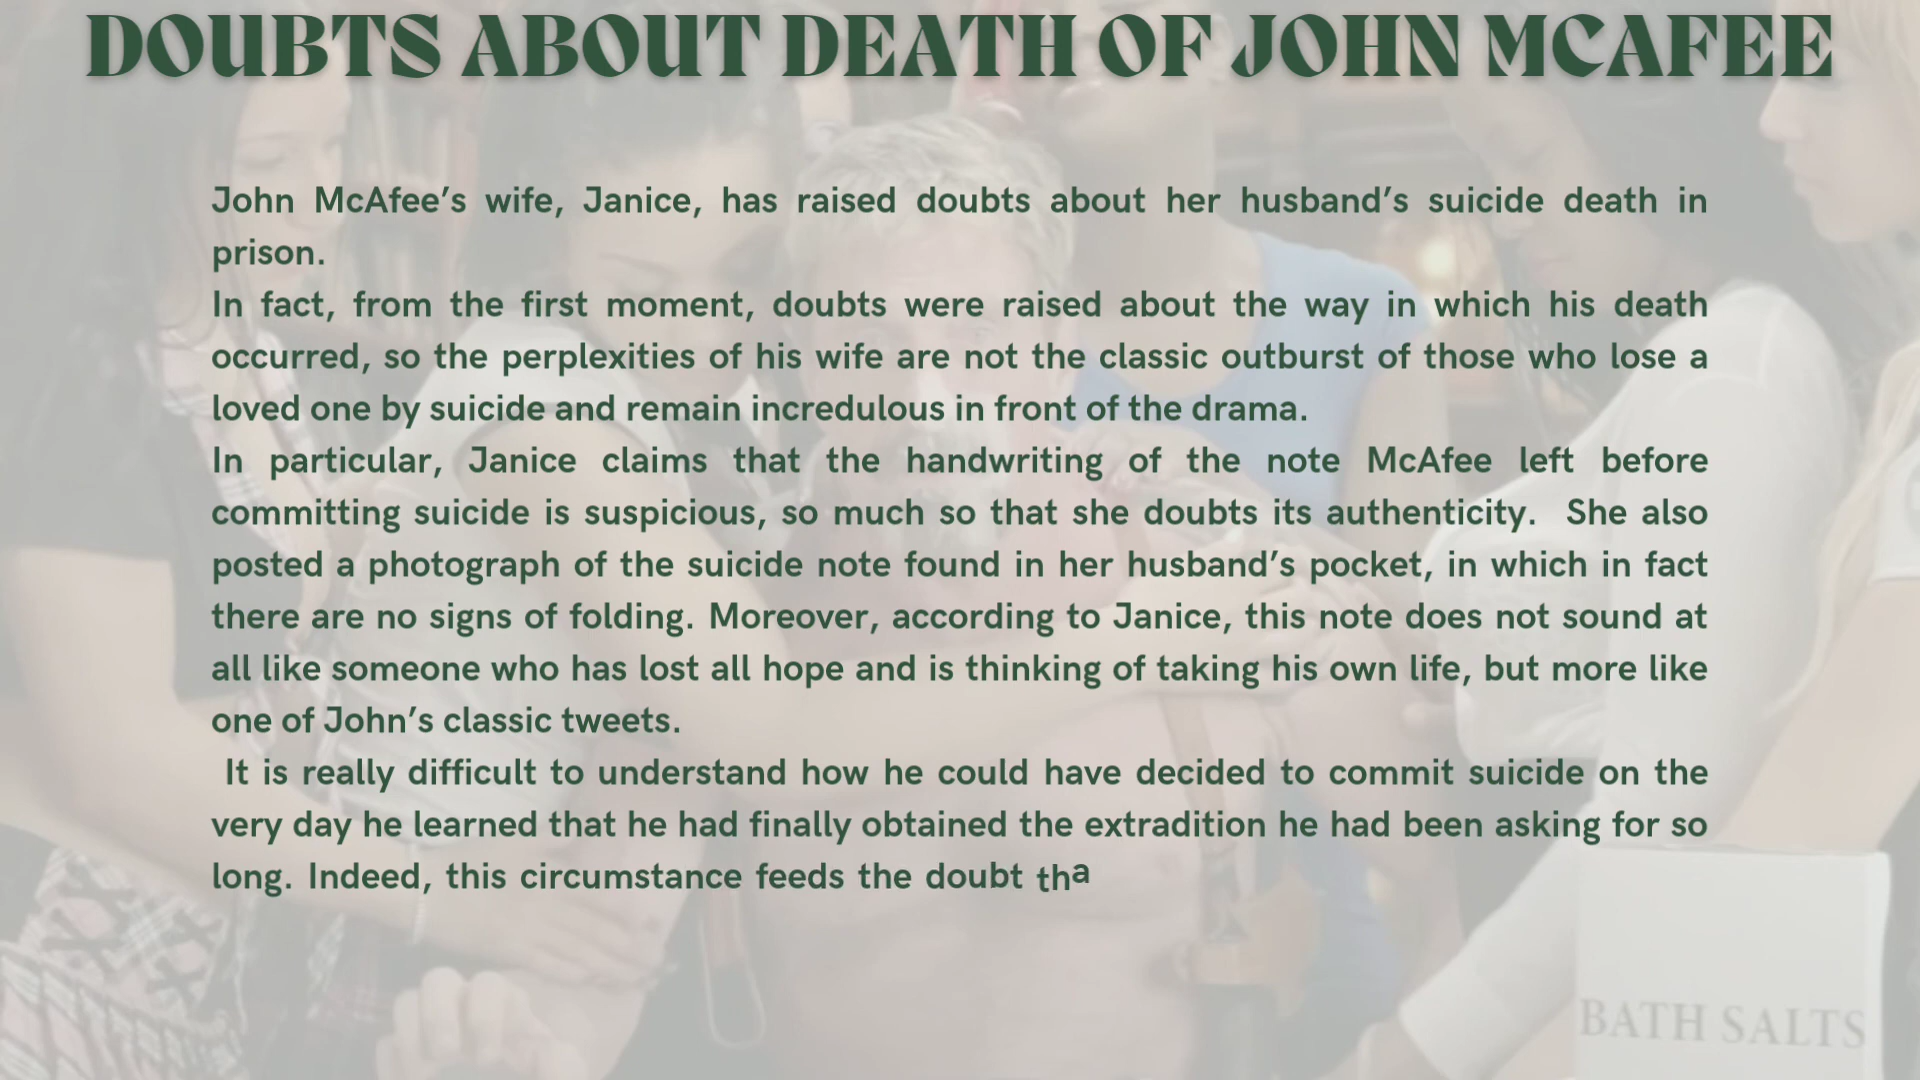 DOUBTS ABOUT DEATH OF JOHN MCAFEE
John McAfee’s wife, Janice, has raised doubts about her husband’s suicide death in
prison.
In fact, from the first moment, doubts were raised about the way in which his death
occurred, so the perplexities of his wife are not the classic outburst of those who lose a
loved one by suicide and remain incredulous in front of the drama.
In particular, Janice claims that the handwriting of the note McAfee left before
committing suicide is suspicious, so much so that she doubts its authenticity.  She also
posted a photograph of the suicide note found in her husband’s pocket, in which in fact
there are no signs of folding. Moreover, according to Janice, this note does not sound at
all like someone who has lost all hope and is thinking of taking his own life, but more like
one of John’s classic tweets.
It is really difficult to understand how he could have decided to commit suicide on the
very day he learned that he had finally obtained the extradition he had been asking for so
long. Indeed, this circumstance feeds the doubt tha
BATH SALTS